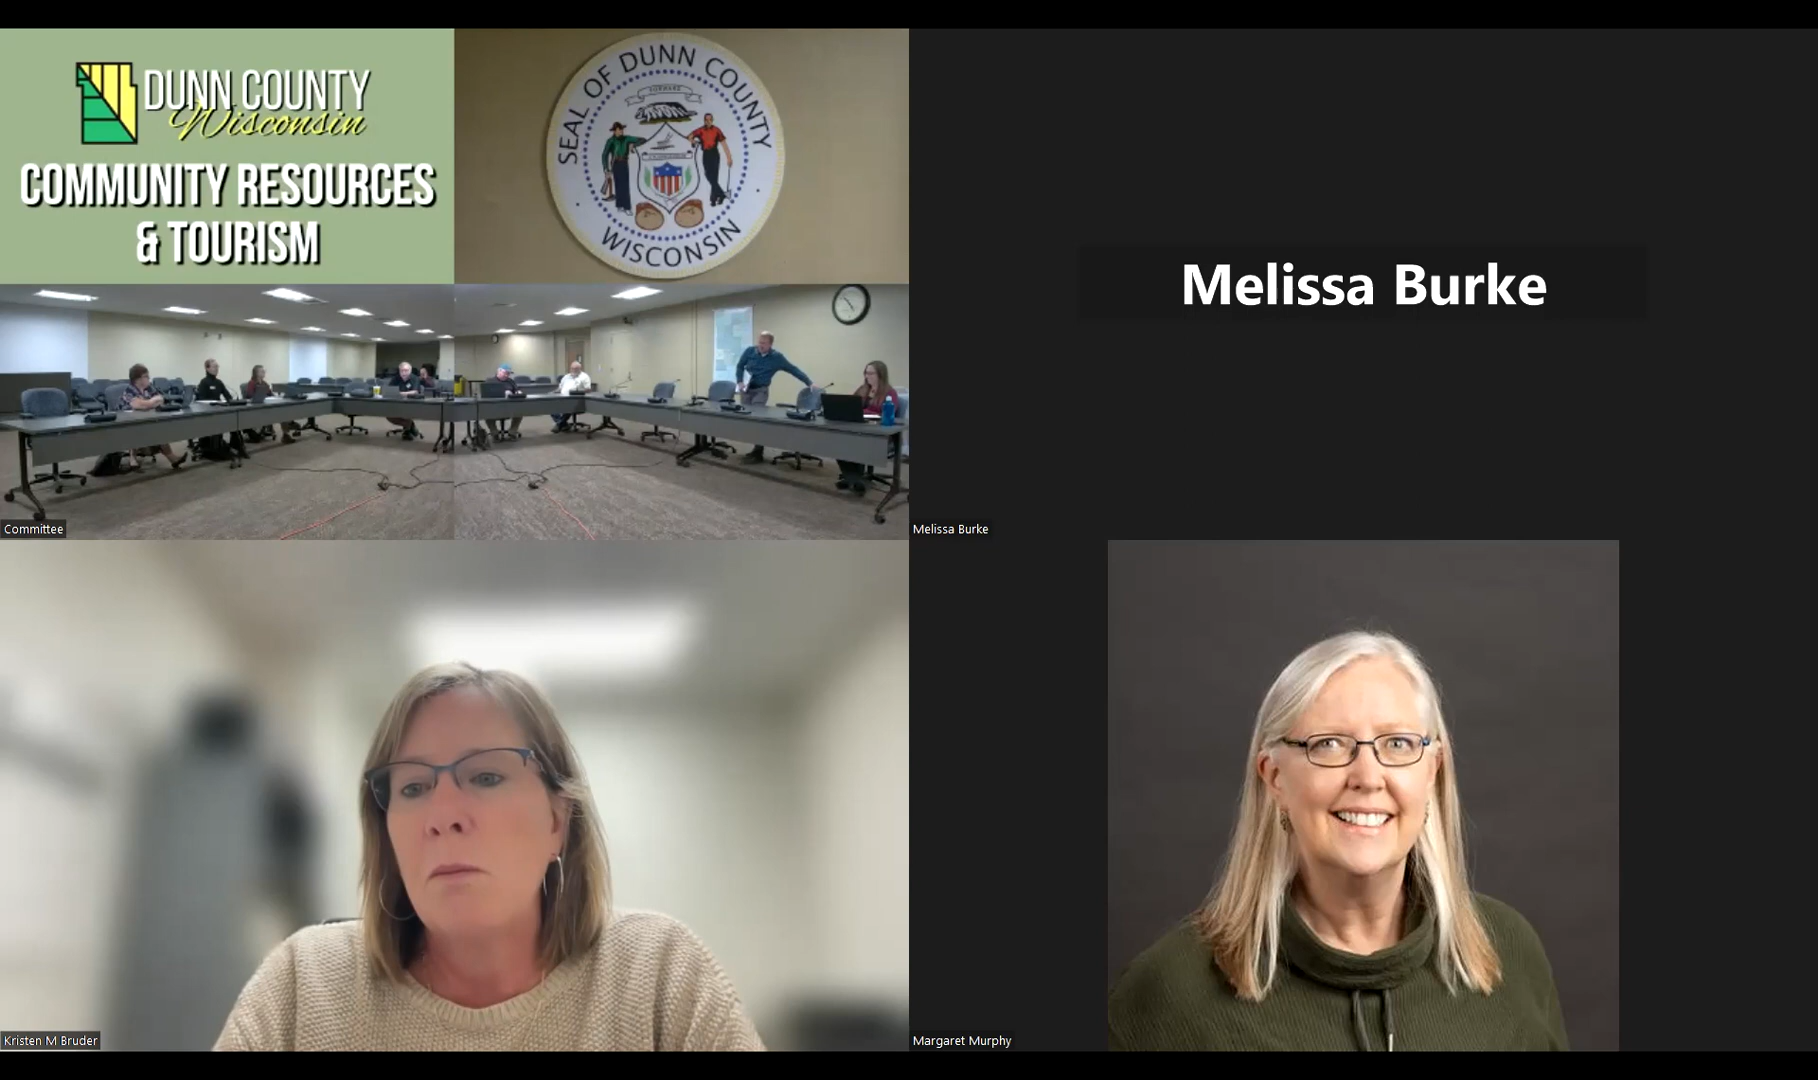 DUNN COUNTY
Wisconsin
COMMUNITY RESOURCES
& TOURISM
SEAL OF DUNN COUNTY
FORWARD
WISCONSIN
Committee
Melissa Burke
Melissa Burke
Kristen M Bruder
Margaret Murphy